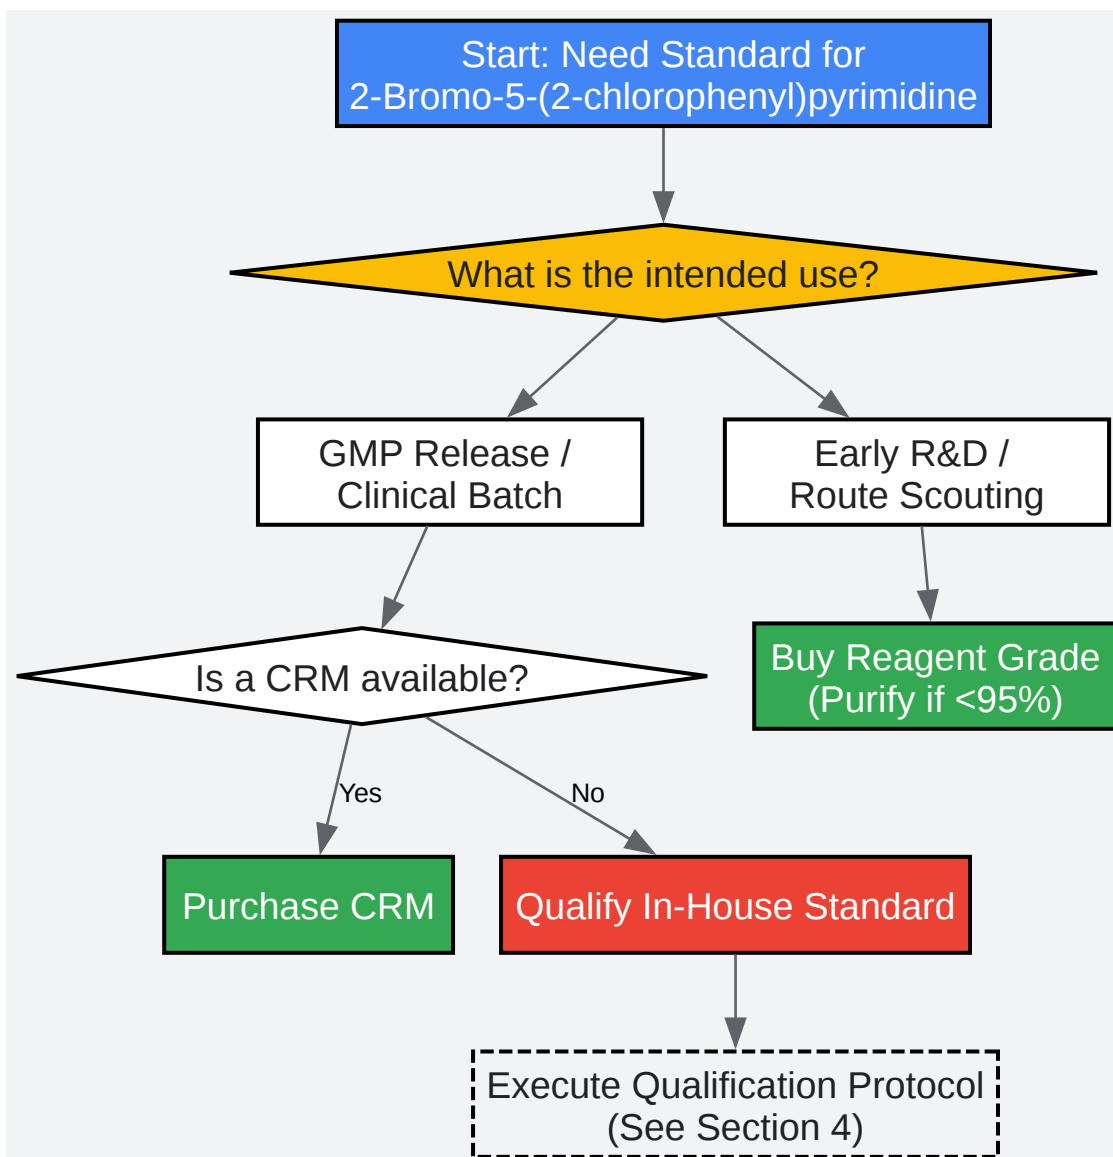 Start: Need Standard for
2-Bromo-5-(2-chlorophenyl)pyrimidine
What is the intended use?
GMP Release /
Clinical Batch
Early R&D /
Route Scouting
Is a CRM available?
Buy Reagent Grade
(Purify if <95%)
Yes
No
Purchase CRM
Qualify In-House Standard
Execute Qualification Protocol
(See Section 4)